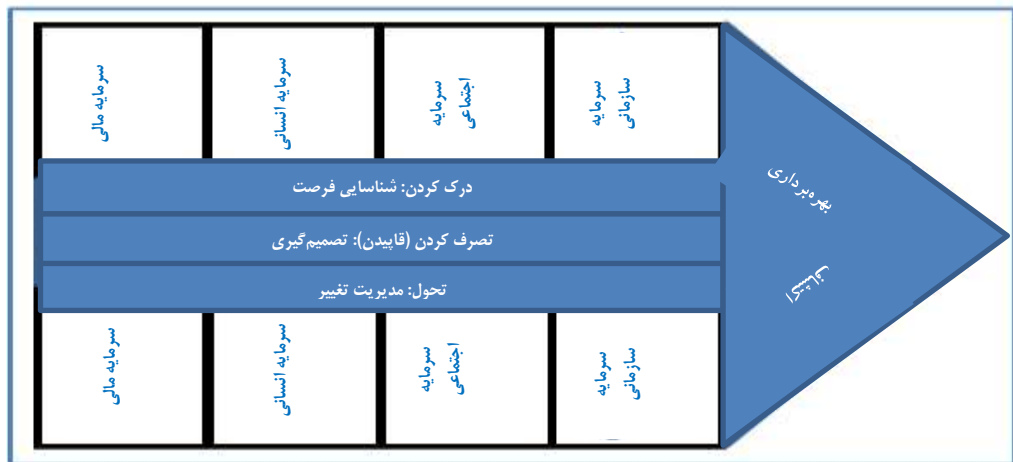 سرمایه مالی
سرمایه انسانی
سرمایه
اجتماعی
سرمایه
سازمانی
درک کردن: شناسایی فرصت
تصرف کردن (قاپیدن): تصمیم‌گیری
تحول: مدیریت تغییر
بهره‌برداری
اکتشاف
سرمایه مالی
سرمایه انسانی
سرمایه
اجتماعی
سرمایه
سازمانی